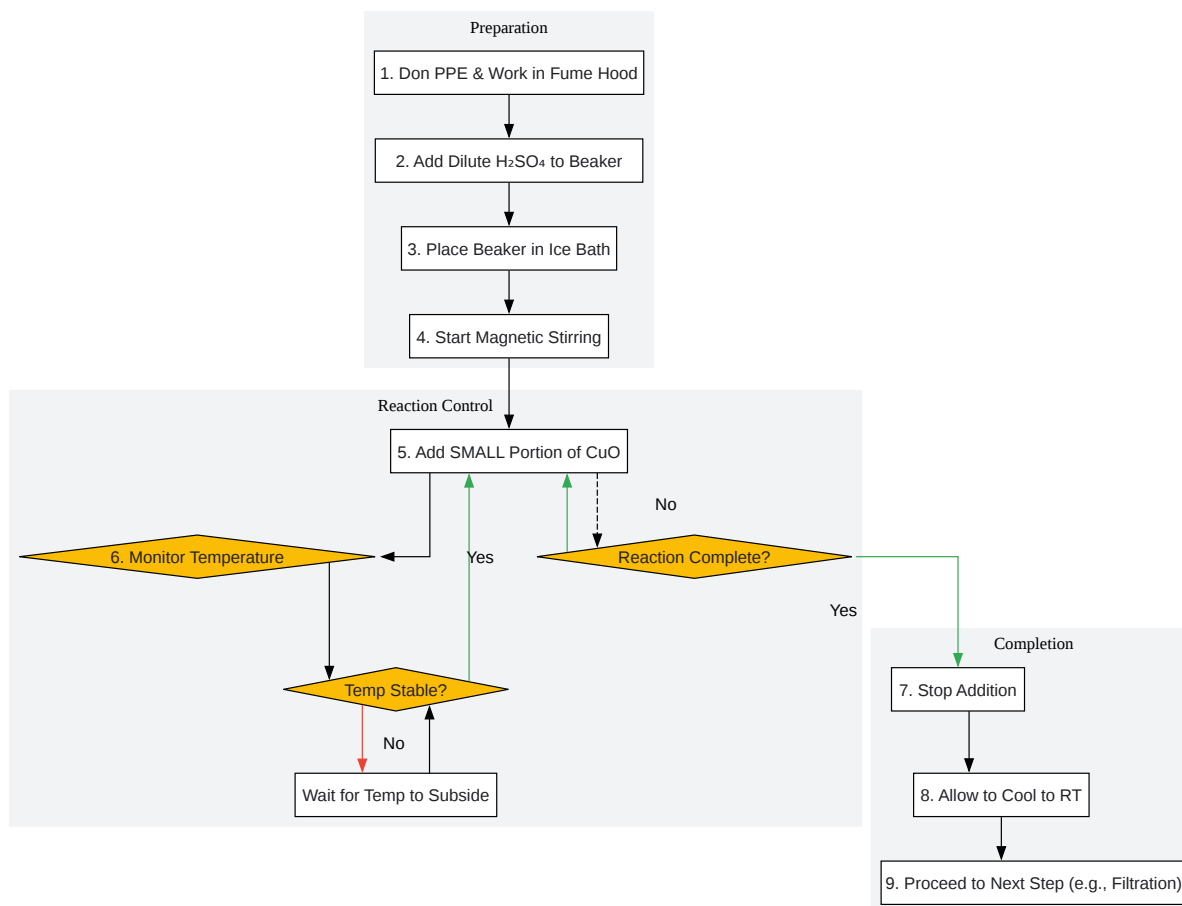 Preparation
1. Don PPE & Work in Fume Hood
2. Add Dilute H₂SO₄ to Beaker
3. Place Beaker in Ice Bath
4. Start Magnetic Stirring
Reaction Control
5. Add SMALL Portion of CuO
No
6. Monitor Temperature
Yes
Reaction Complete?
Yes
Completion
Temp Stable?
7. Stop Addition
No
Wait for Temp to Subside
8. Allow to Cool to RT
9. Proceed to Next Step (e.g., Filtration)